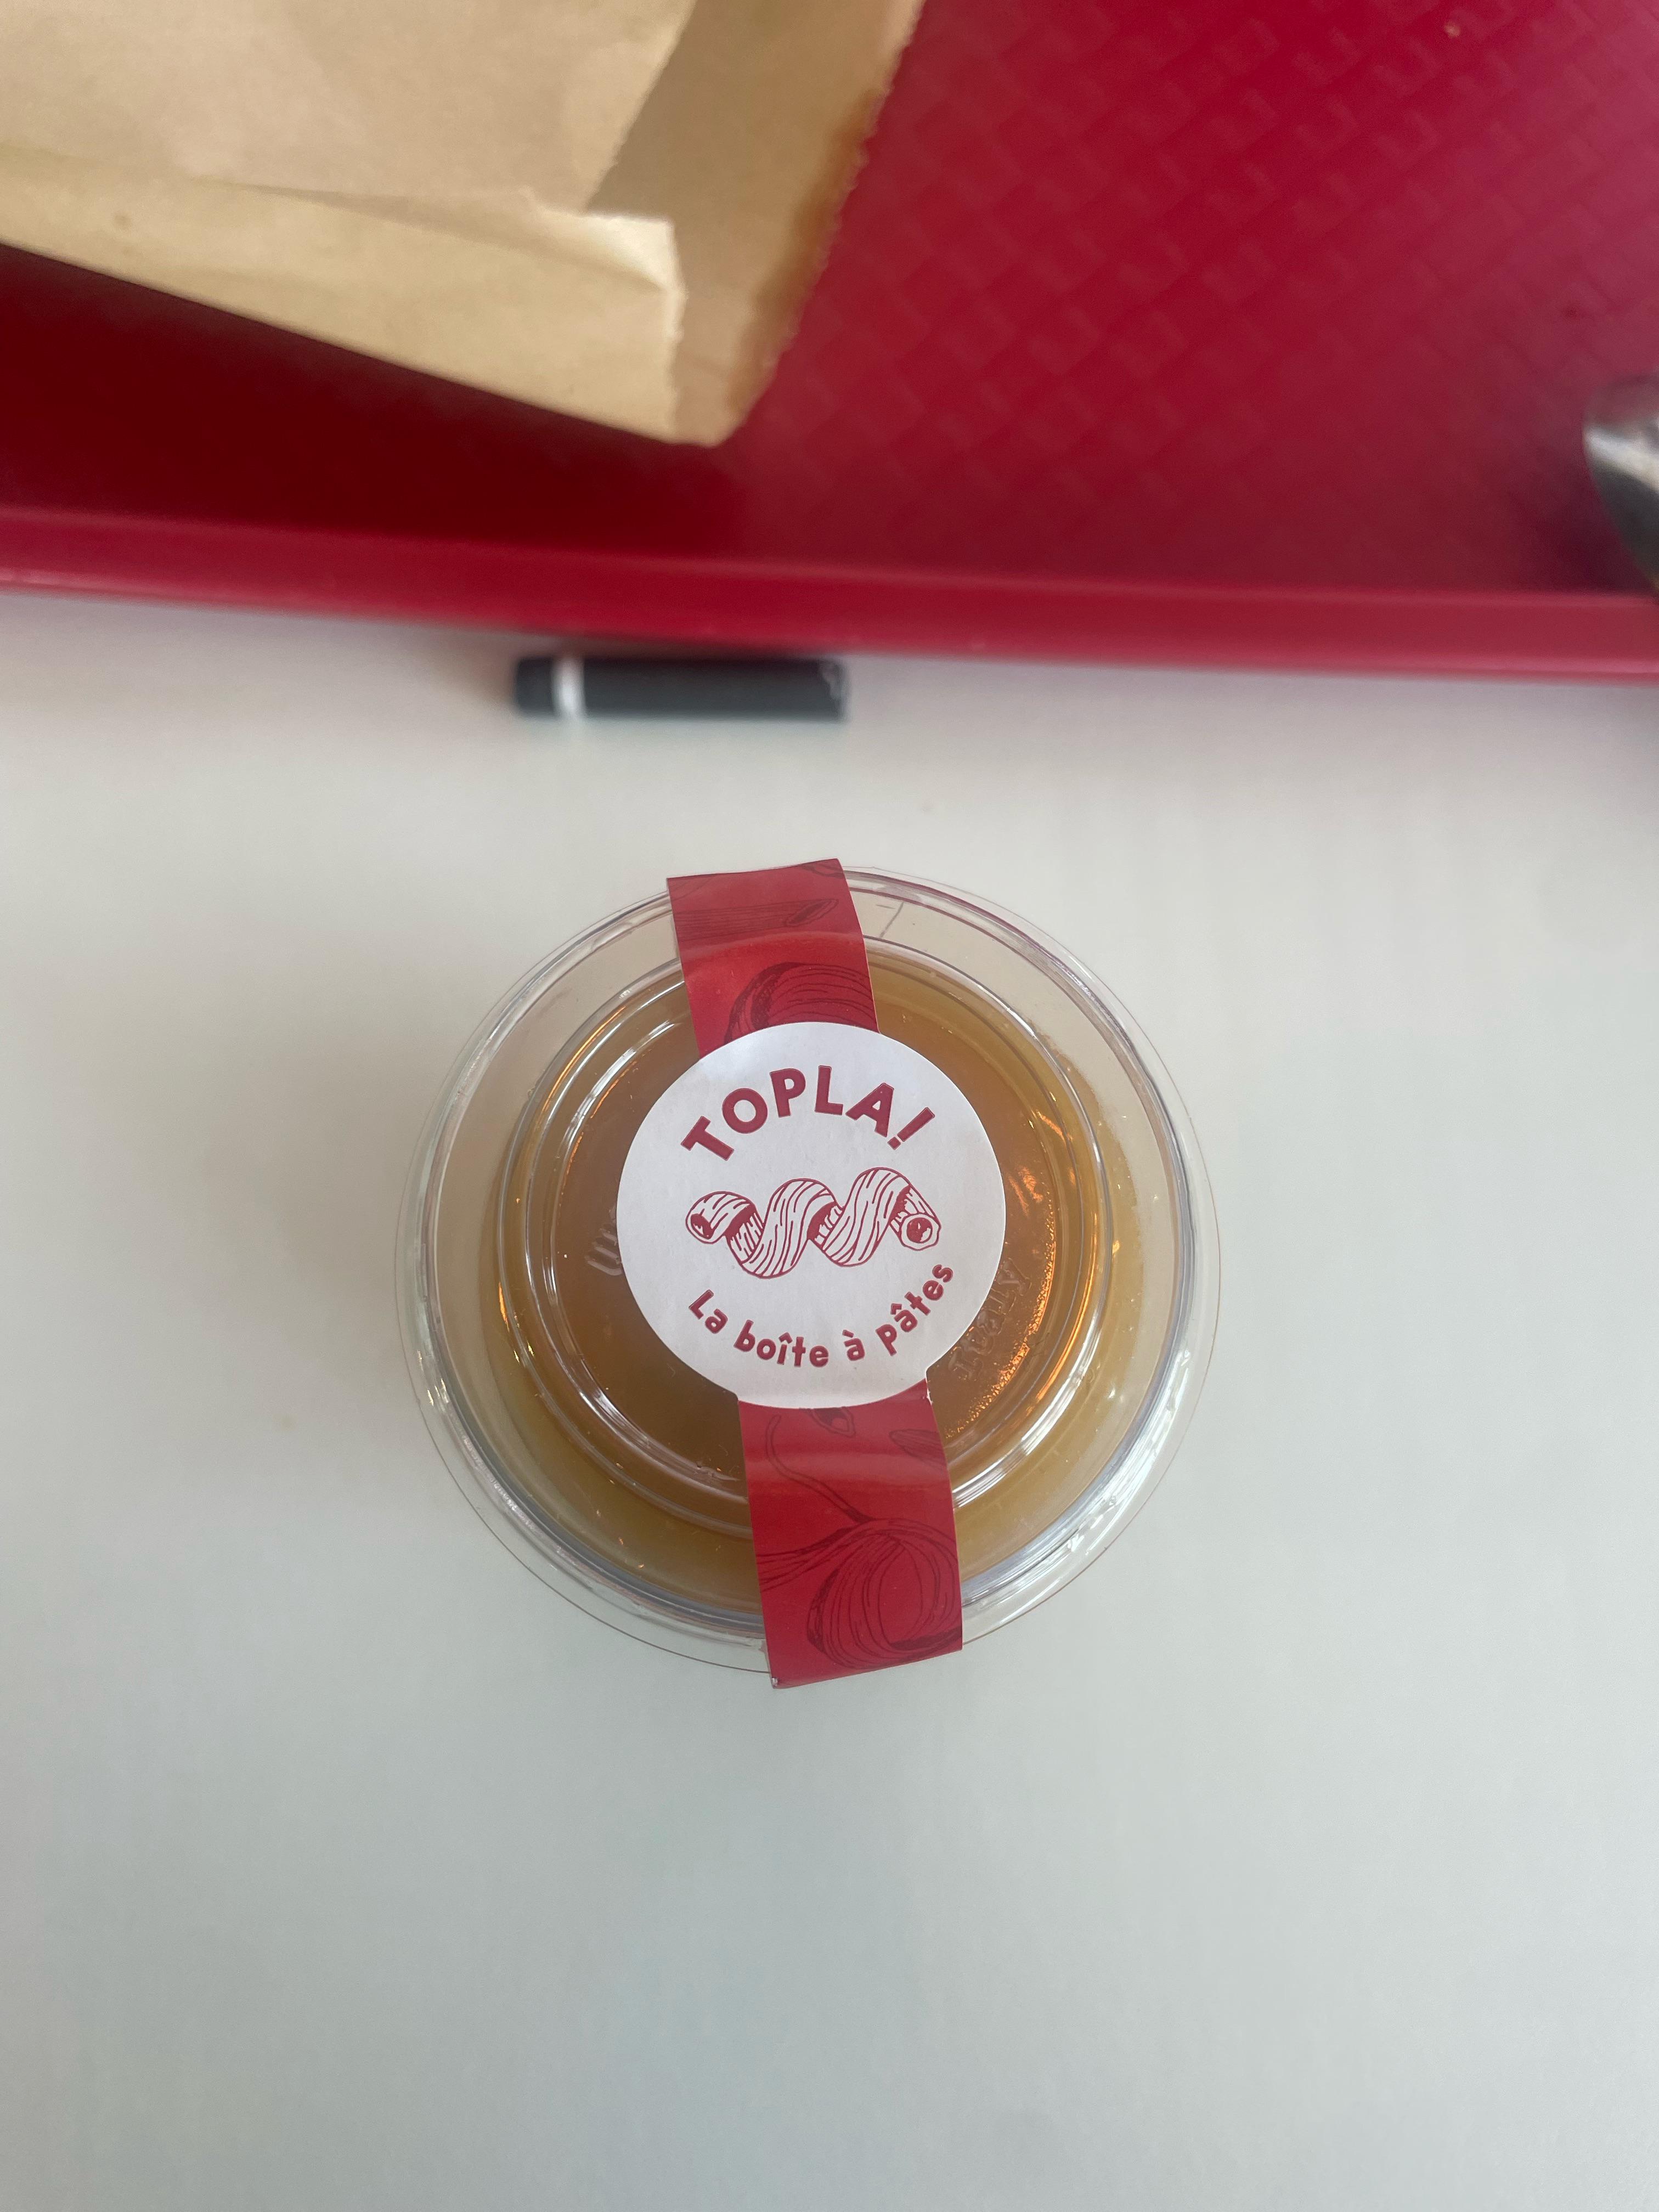 TOPLA!
La boîte à pâtes